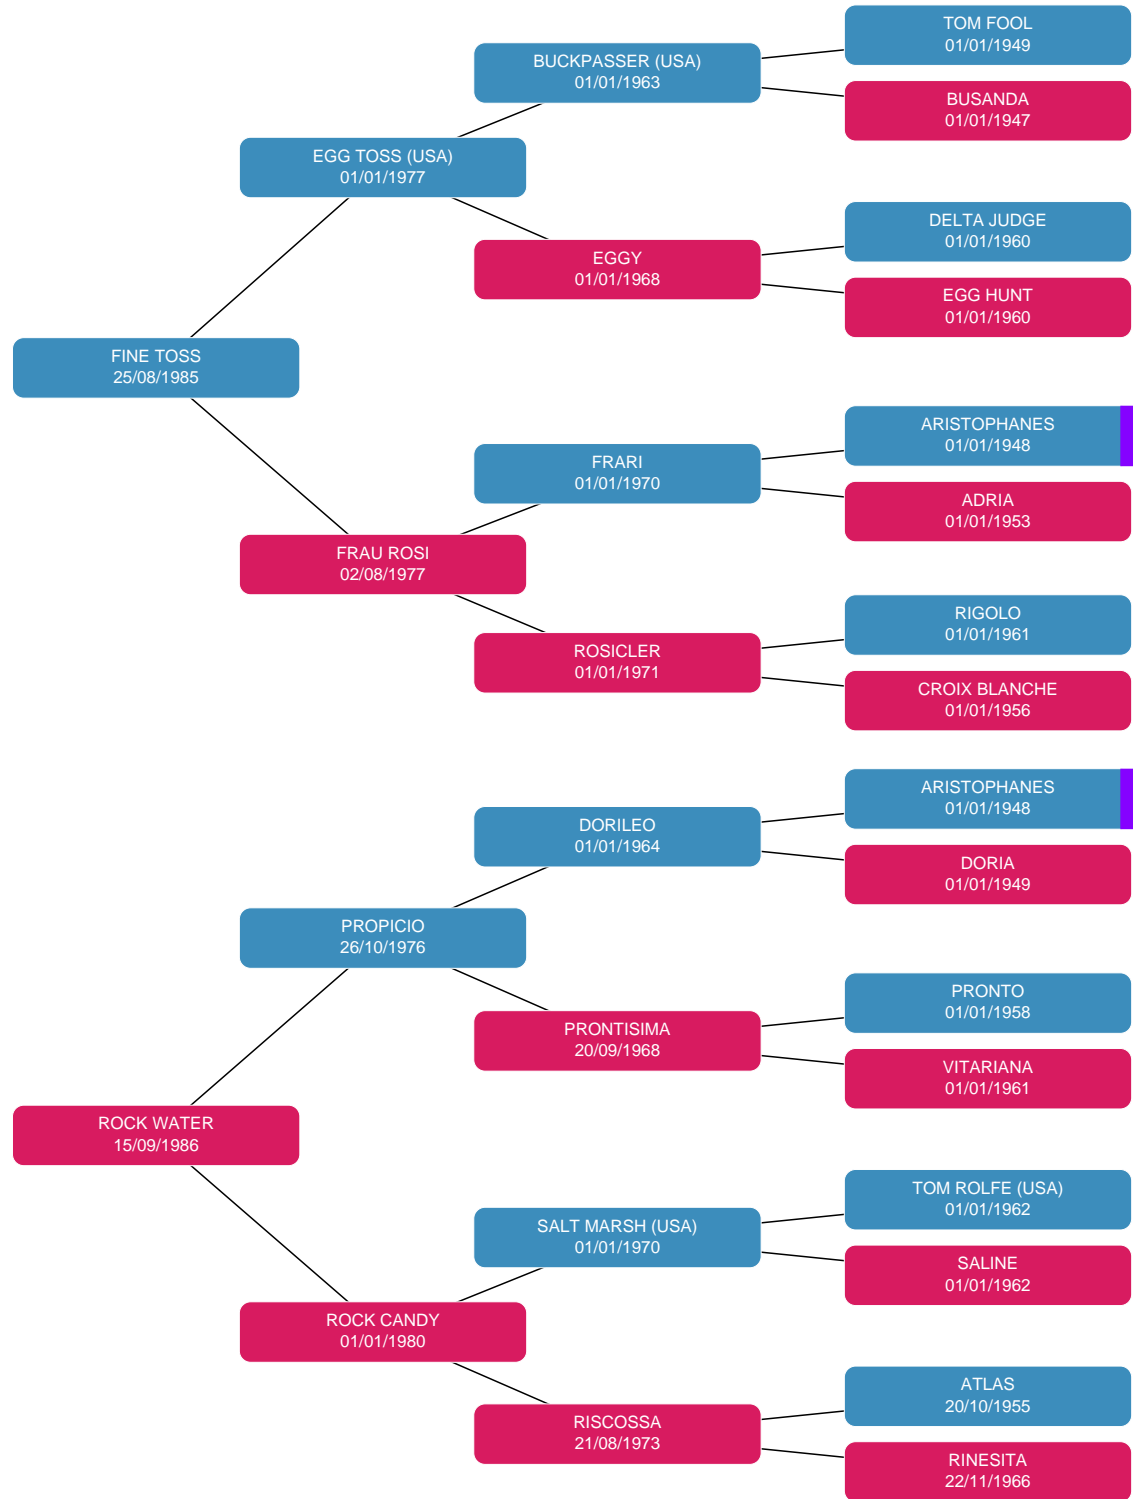 TOM FOOL
01/01/1949
BUCKPASSER (USA)
01/01/1963
BUSANDA
01/01/1947
EGG TOSS (USA)
01/01/1977
DELTA JUDGE
01/01/1960
EGGY
01/01/1968
EGG HUNT
01/01/1960
FINE TOSS
25/08/1985
ARISTOPHANES
01/01/1948
FRARI
01/01/1970
ADRIA
01/01/1953
FRAU ROSI
02/08/1977
RIGOLO
01/01/1961
ROSICLER
01/01/1971
CROIX BLANCHE
01/01/1956
ARISTOPHANES
01/01/1948
DORILEO
01/01/1964
DORIA
01/01/1949
PROPICIO
26/10/1976
PRONTO
01/01/1958
PRONTISIMA
20/09/1968
VITARIANA
01/01/1961
ROCK WATER
15/09/1986
TOM ROLFE (USA)
01/01/1962
SALT MARSH (USA)
01/01/1970
SALINE
01/01/1962
ROCK CANDY
01/01/1980
ATLAS
20/10/1955
RISCOSSA
21/08/1973
RINESITA
22/11/1966